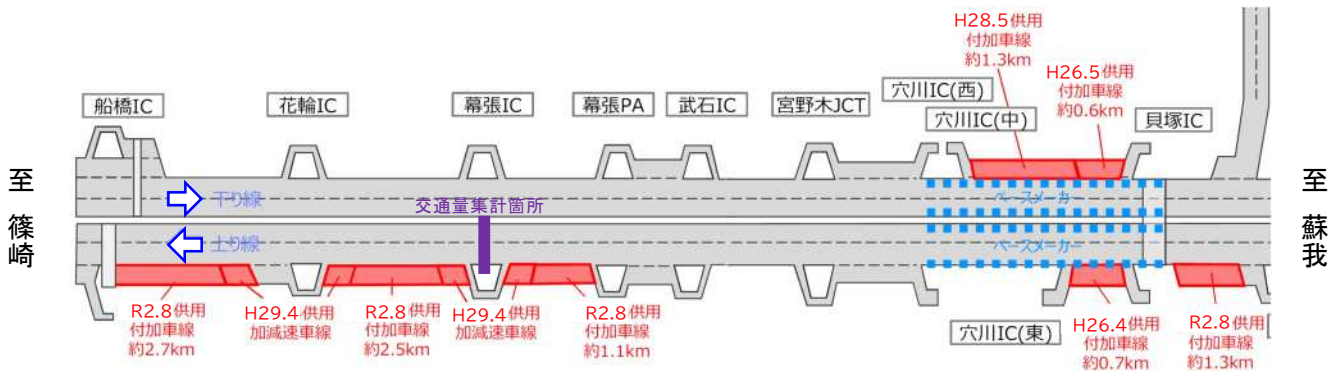 H28.5供用
付加車線
約1.3km
H26.5供用
付加車線
約0.6km
穴川IC(西)
船橋IC
花輪IC
幕張IC
幕張PA
武石IC
宮野木JCT
穴川IC(中)
貝塚IC
至 篠崎
下り線
交通量集計箇所
ペースメーカー
上り線
ペースメーカー
至 蘇我
R2.8供用
付加車線
約2.7km
H29.4供用
加減速車線
R2.8供用
付加車線
約2.5km
H29.4供用
加減速車線
R2.8供用
付加車線
約1.1km
穴川IC(東)
H26.4供用
付加車線
約0.7km
R2.8供用
付加車線
約1.3km